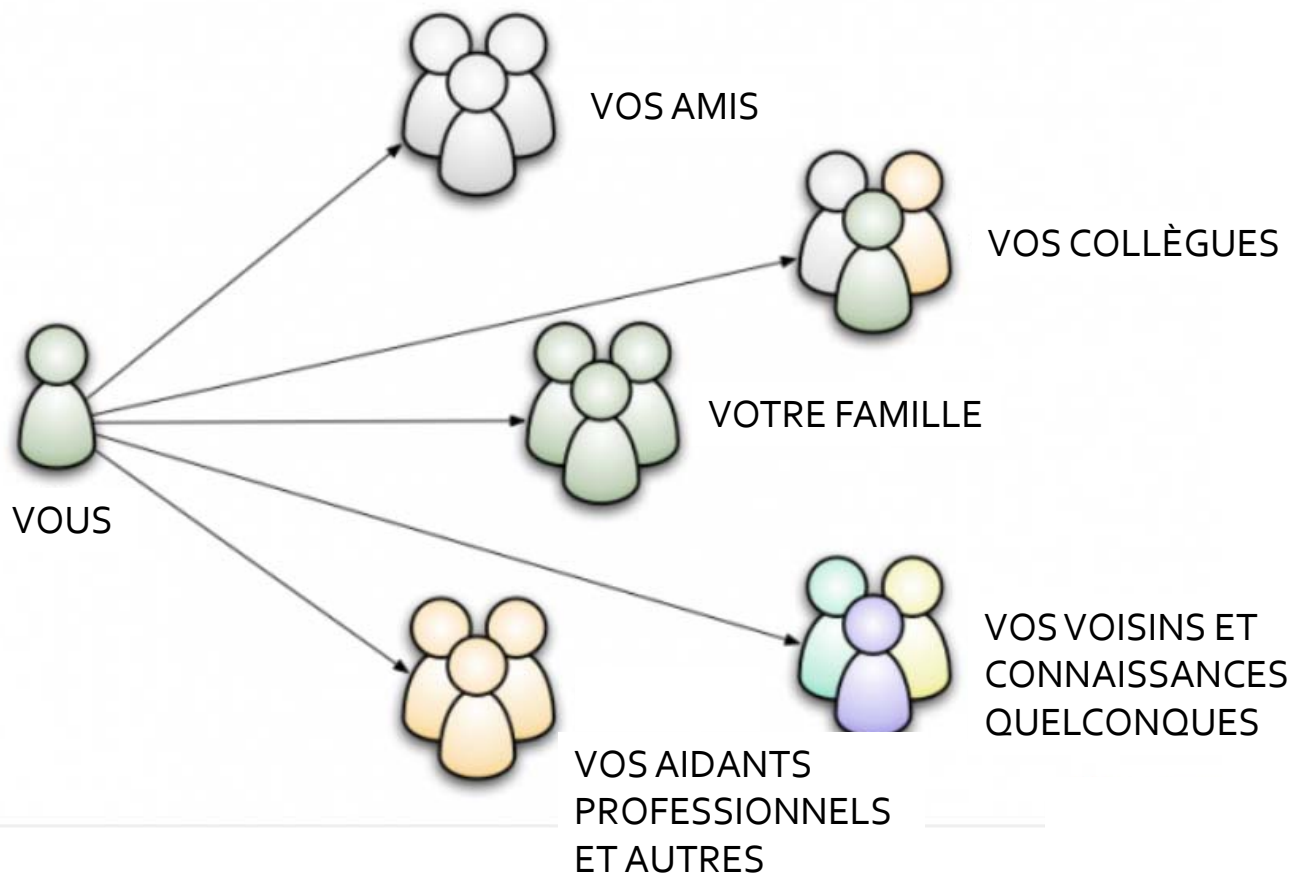 VOS AMIS
VOS COLLÈGUES
VOTRE FAMILLE
VOUS
VOS VOISINS ET
CONNAISSANCES
QUELCONQUES
VOS AIDANTS
PROFESSIONNELS
ET AUTRES